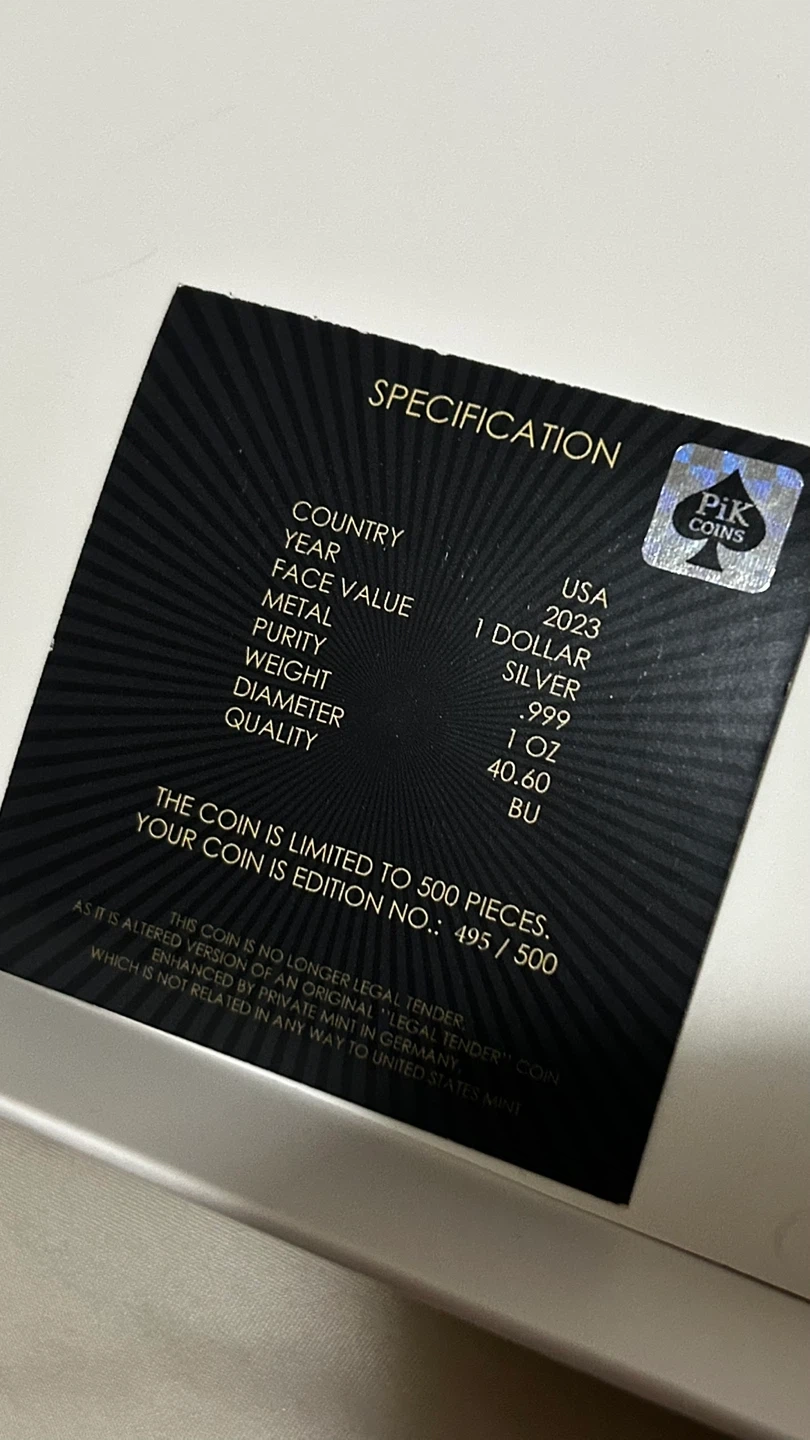 SPECIFICATION
PiK
COINS
COUNTRY USA
YEAR 2023
FACE VALUE 1 DOLLAR
METAL SILVER
PURITY .999
WEIGHT 1 OZ
DIAMETER 40.60
QUALITY BU
THE COIN IS LIMITED TO 500 PIECES.
YOUR COIN IS EDITION NO.: 495 / 500
THIS COIN IS NO LONGER LEGAL TENDER.
AS IT IS ALTERED VERSION OF AN ORIGINAL "LEGAL TENDER" COIN
ENHANCED BY PRIVATE MINT IN GERMANY,
WHICH IS NOT RELATED IN ANY WAY TO UNITED STATES MINT